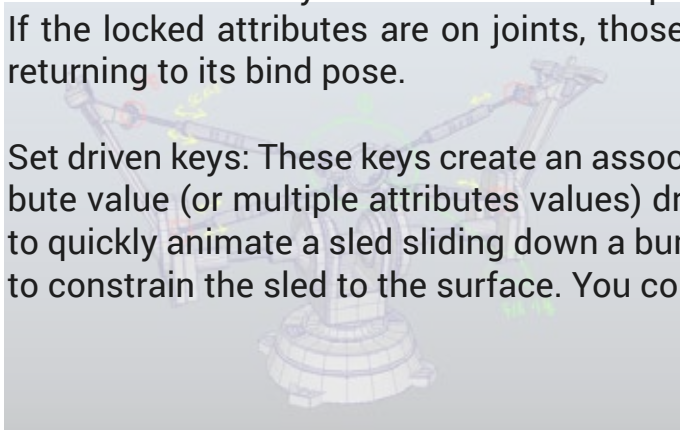 If the locked attributes are on joints, those
returning to its bind pose.
Set driven keys: These keys create an assoc
bute value (or multiple attributes values) dr
to quickly animate a sled sliding down a bur
to constrain the sled to the surface. You co